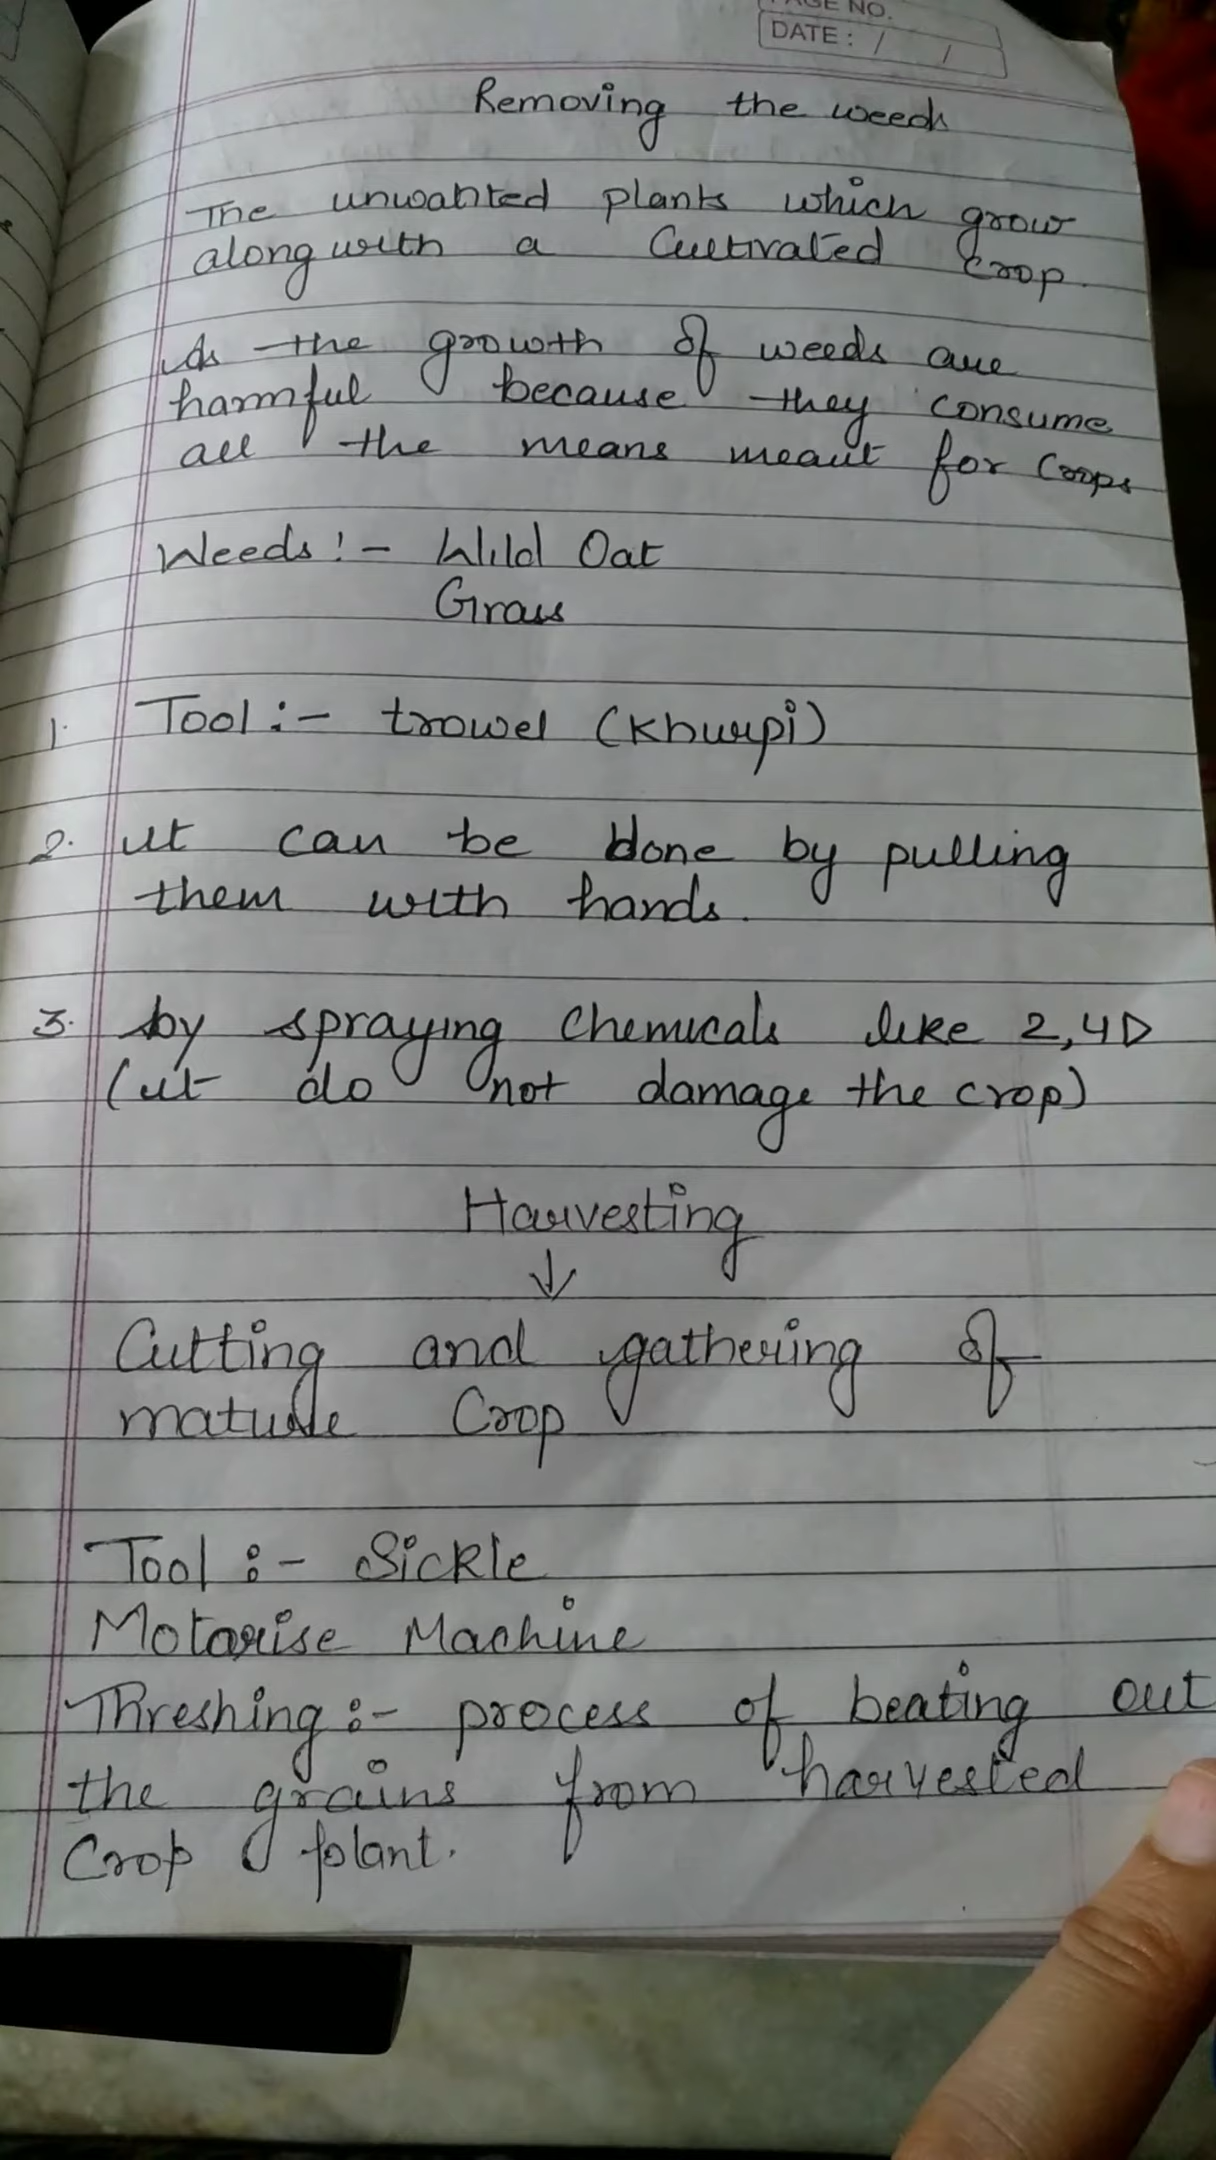 PAGE NO.
DATE : / /
Removing the weeds
The unwanted plants which grow
along with a Cultivated crop.
As the growth of weeds are
harmful because they consume
all the means meant for Crops
Weeds :- Wild Oat
Grass
1. Tool :- trowel (Khurpi)
2. It can be done by pulling
them with hands.
3. by spraying Chemicals like 2,4D
(it do not damage the crop)
Harvesting
↓
Cutting and gathering of
mature Crop
Tool :- Sickle
Motarise Machine
Threshing :- process of beating out
the grains from harvested
Crop plant.